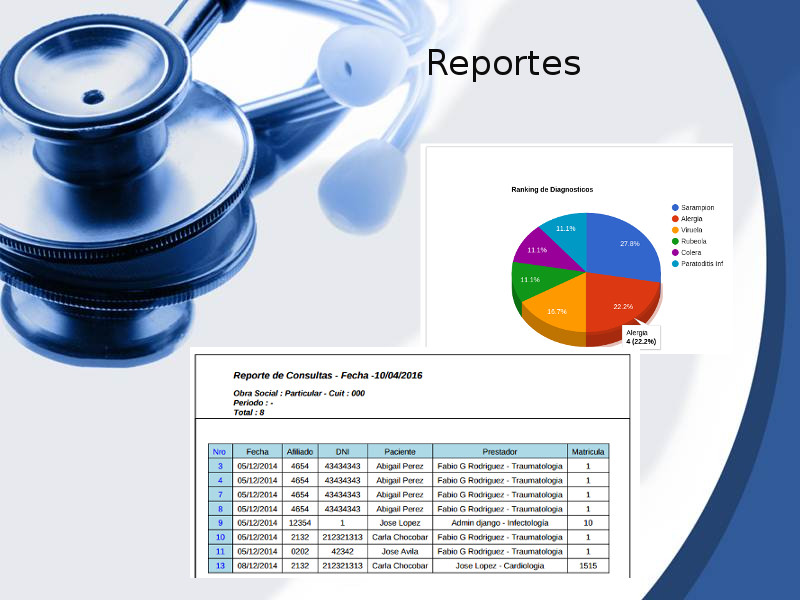 Reportes
Ranking de Diagnosticos
Sarampion
Alergia
Viruela
Rubeola
Colera
Paratoditis Inf
27.8%
22.2%
16.7%
11.1%
11.1%
11.1%
Alergia
4 (22.2%)
Reporte de Consultas - Fecha -10/04/2016
Obra Social : Particular - Cuit : 000
Periodo : -
Total : 8
Nro Fecha Afiliado DNI Paciente Prestador Matricula
3 05/12/2014 4654 43434343 Abigail Perez Fabio G Rodriguez - Traumatologia 1
4 05/12/2014 4654 43434343 Abigail Perez Fabio G Rodriguez - Traumatologia 1
7 05/12/2014 4654 43434343 Abigail Perez Fabio G Rodriguez - Traumatologia 1
8 05/12/2014 4654 43434343 Abigail Perez Fabio G Rodriguez - Traumatologia 1
9 05/12/2014 12354 1 Jose Lopez Admin django - Infectología 10
10 05/12/2014 2132 212321313 Carla Chocobar Fabio G Rodriguez - Traumatologia 1
11 05/12/2014 0202 42342 Jose Avila Fabio G Rodriguez - Traumatologia 1
13 08/12/2014 2132 212321313 Carla Chocobar Jose Lopez - Cardiologia 1515